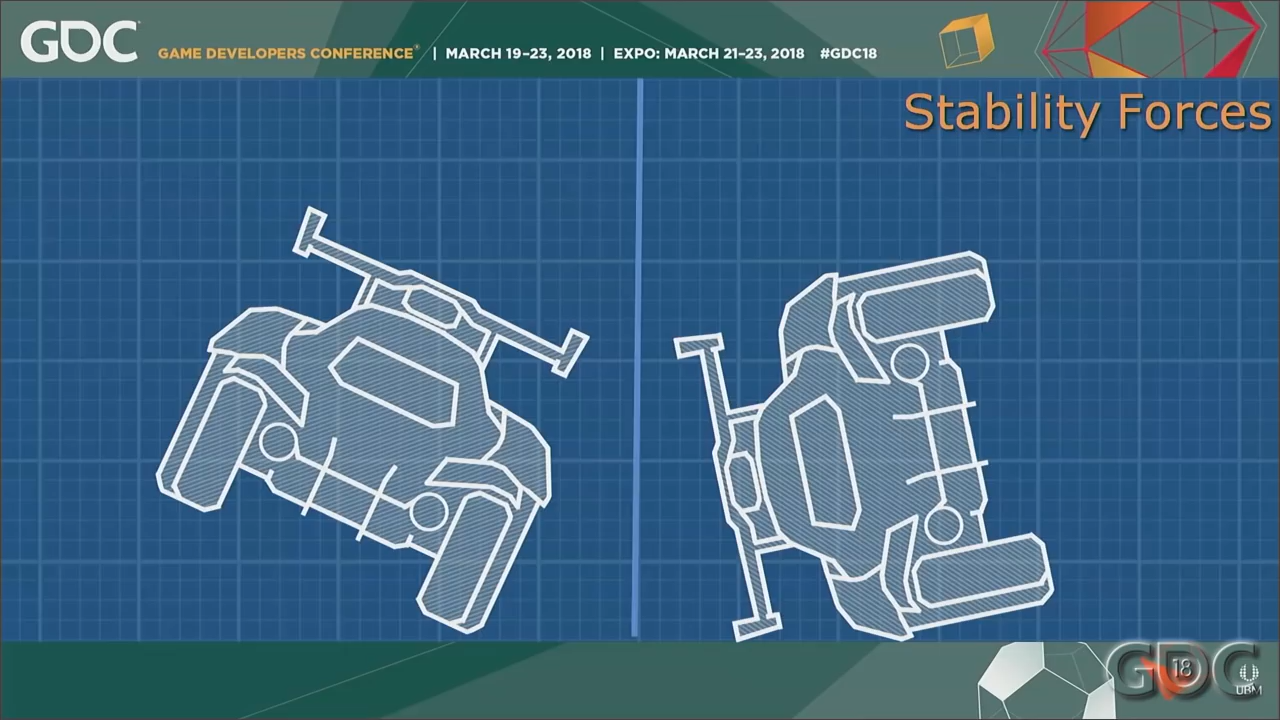 GDC
GAME DEVELOPERS CONFERENCE® | MARCH 19–23, 2018 | EXPO: MARCH 21–23, 2018 #GDC18
Stability Forces
GDC
18
UBM